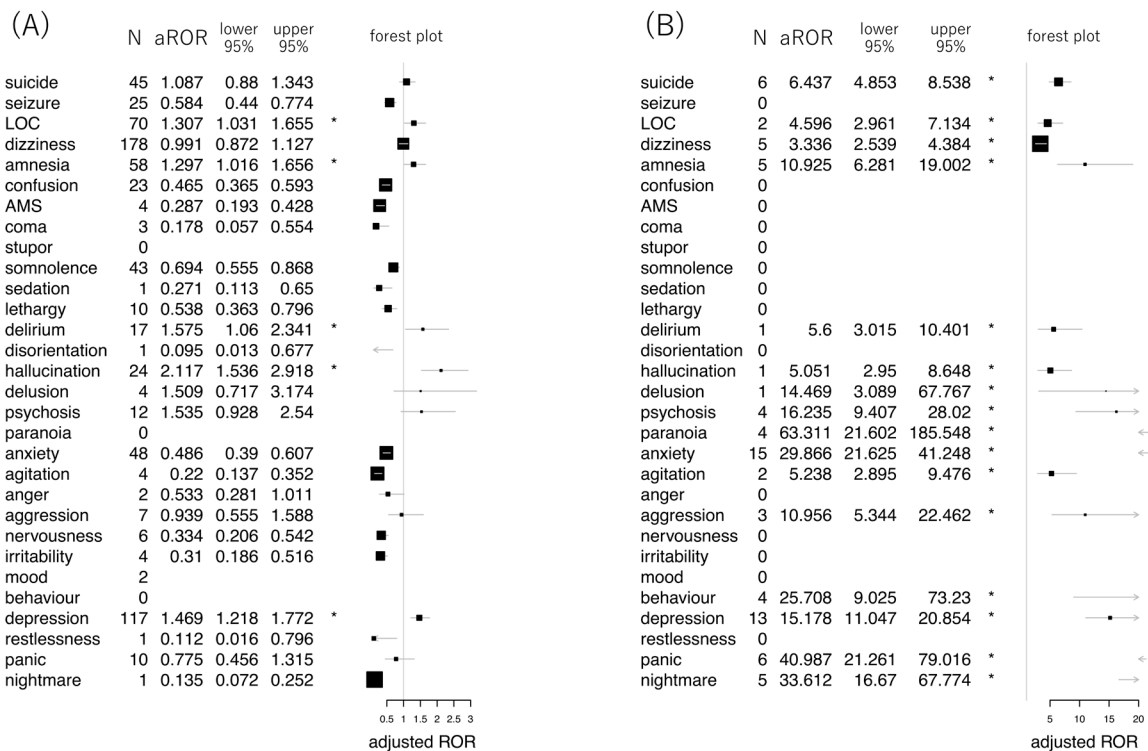 (A)
N aROR lower 95% upper 95% forest plot
suicide 45 1.087 0.88 1.343
seizure 25 0.584 0.44 0.774
LOC 70 1.307 1.031 1.655 *
dizziness 178 0.991 0.872 1.127
amnesia 58 1.297 1.016 1.656 *
confusion 23 0.465 0.365 0.593
AMS 4 0.287 0.193 0.428
coma 3 0.178 0.057 0.554
stupor 0
somnolence 43 0.694 0.555 0.868
sedation 1 0.271 0.113 0.65
lethargy 10 0.538 0.363 0.796
delirium 17 1.575 1.06 2.341 *
disorientation 1 0.095 0.013 0.677
hallucination 24 2.117 1.536 2.918 *
delusion 4 1.509 0.717 3.174
psychosis 12 1.535 0.928 2.54
paranoia 0
anxiety 48 0.486 0.39 0.607
agitation 4 0.22 0.137 0.352
anger 2 0.533 0.281 1.011
aggression 7 0.939 0.555 1.588
nervousness 6 0.334 0.206 0.542
irritability 4 0.31 0.186 0.516
mood 2
behaviour 0
depression 117 1.469 1.218 1.772 *
restlessness 1 0.112 0.016 0.796
panic 10 0.775 0.456 1.315
nightmare 1 0.135 0.072 0.252
0.5 1 1.5 2 2.5 3
adjusted ROR
(B)
N aROR lower 95% upper 95% forest plot
suicide 6 6.437 4.853 8.538 *
seizure 0
LOC 2 4.596 2.961 7.134 *
dizziness 5 3.336 2.539 4.384 *
amnesia 5 10.925 6.281 19.002 *
confusion 0
AMS 0
coma 0
stupor 0
somnolence 0
sedation 0
lethargy 0
delirium 1 5.6 3.015 10.401 *
disorientation 0
hallucination 1 5.051 2.95 8.648 *
delusion 1 14.469 3.089 67.767 *
psychosis 4 16.235 9.407 28.02 *
paranoia 4 63.311 21.602 185.548 *
anxiety 15 29.866 21.625 41.248 *
agitation 2 5.238 2.895 9.476 *
anger 0
aggression 3 10.956 5.344 22.462 *
nervousness 0
irritability 0
mood 0
behaviour 4 25.708 9.025 73.23 *
depression 13 15.178 11.047 20.854 *
restlessness 0
panic 6 40.987 21.261 79.016 *
nightmare 5 33.612 16.67 67.774 *
5 10 15 20
adjusted ROR